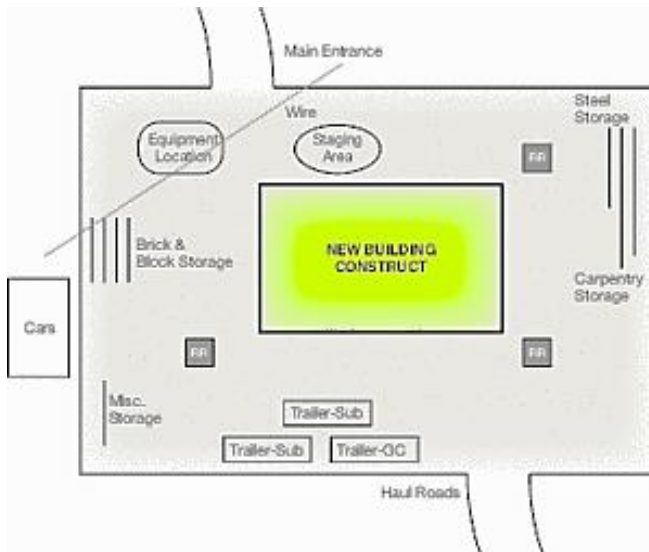 Main Entrance
Steel
Storage
Wire
Equipment
Location
Staging
Area
RR
Brick &
Block Storage
NEW BUILDING
CONSTRUCT
Carpentry
Storage
Cars
RR
RR
Misc.
Storage
Trailer-Sub
Trailer-Sub
Trailer-GC
Haul Roads